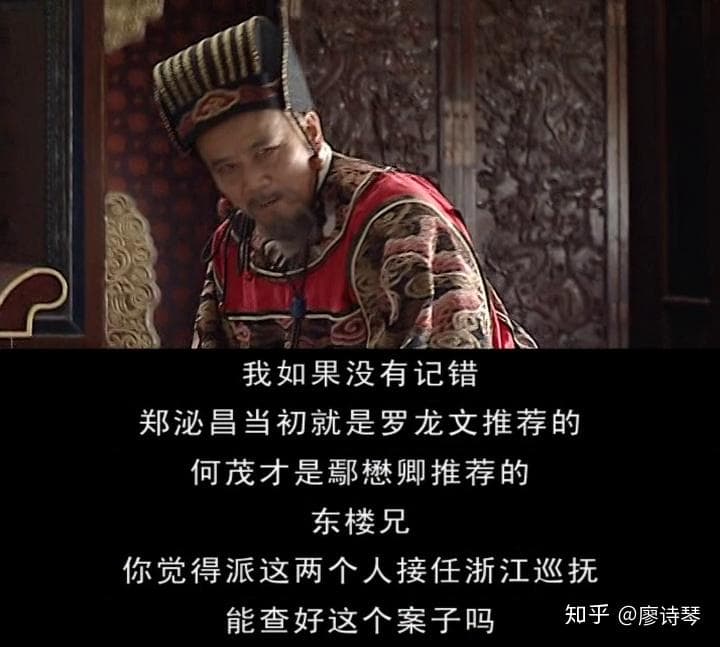 我如果没有记错
郑泌昌当初就是罗龙文推荐的
何茂才是鄢懋卿推荐的
东楼兄
你觉得派这两个人接任浙江巡抚
能查好这个案子吗
知乎 @廖诗琴